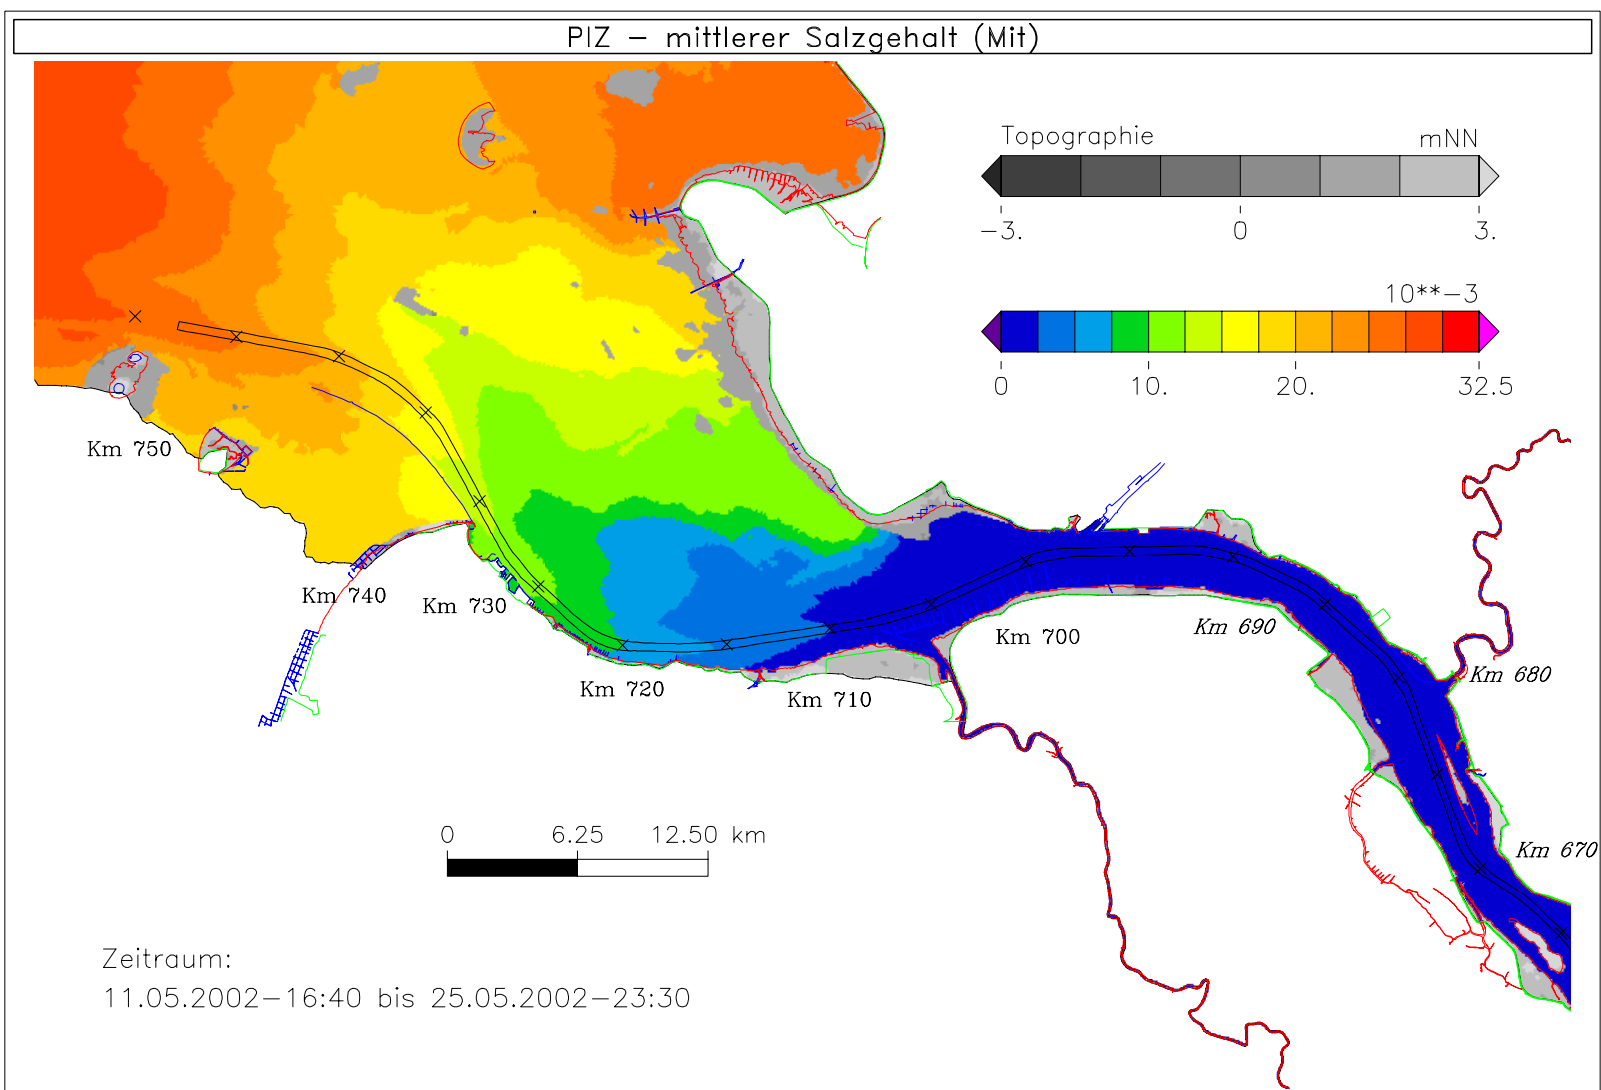 PIZ - mittlerer Salzgehalt (Mit)
Topographie mNN
-3. 0 3.
10**-3
0 10. 20. 32.5
Km 750
Km 740
Km 730
Km 720
Km 710
Km 700
Km 690
Km 680
Km 670
0 6.25 12.50 km
Zeitraum:
11.05.2002-16:40 bis 25.05.2002-23:30